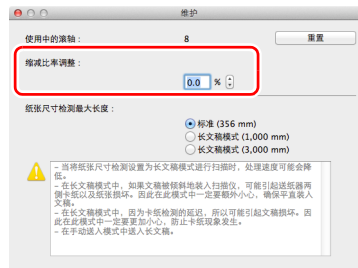 维护
使用中的滚轴： 8 重置
缩减比率调整：
0.0 %
纸张尺寸检测最大长度：
标准 (356 mm)
长文稿模式 (1,000 mm)
长文稿模式 (3,000 mm)
– 当将纸张尺寸检测设置为长文稿模式进行扫描时，处理速度可能会降
低。
– 在长文稿模式中，如果文稿被倾斜地装入扫描仪，可能引起送纸器两
侧卡纸以及纸张损坏。因此在此模式中一定要额外小心，确保平直装入
文稿。
– 在长文稿模式中，因为卡纸检测的延迟，所以可能引起文稿损坏。因
此在此模式中一定要更加小心，防止卡纸现象发生。
– 在手动送入模式中送入长文稿。